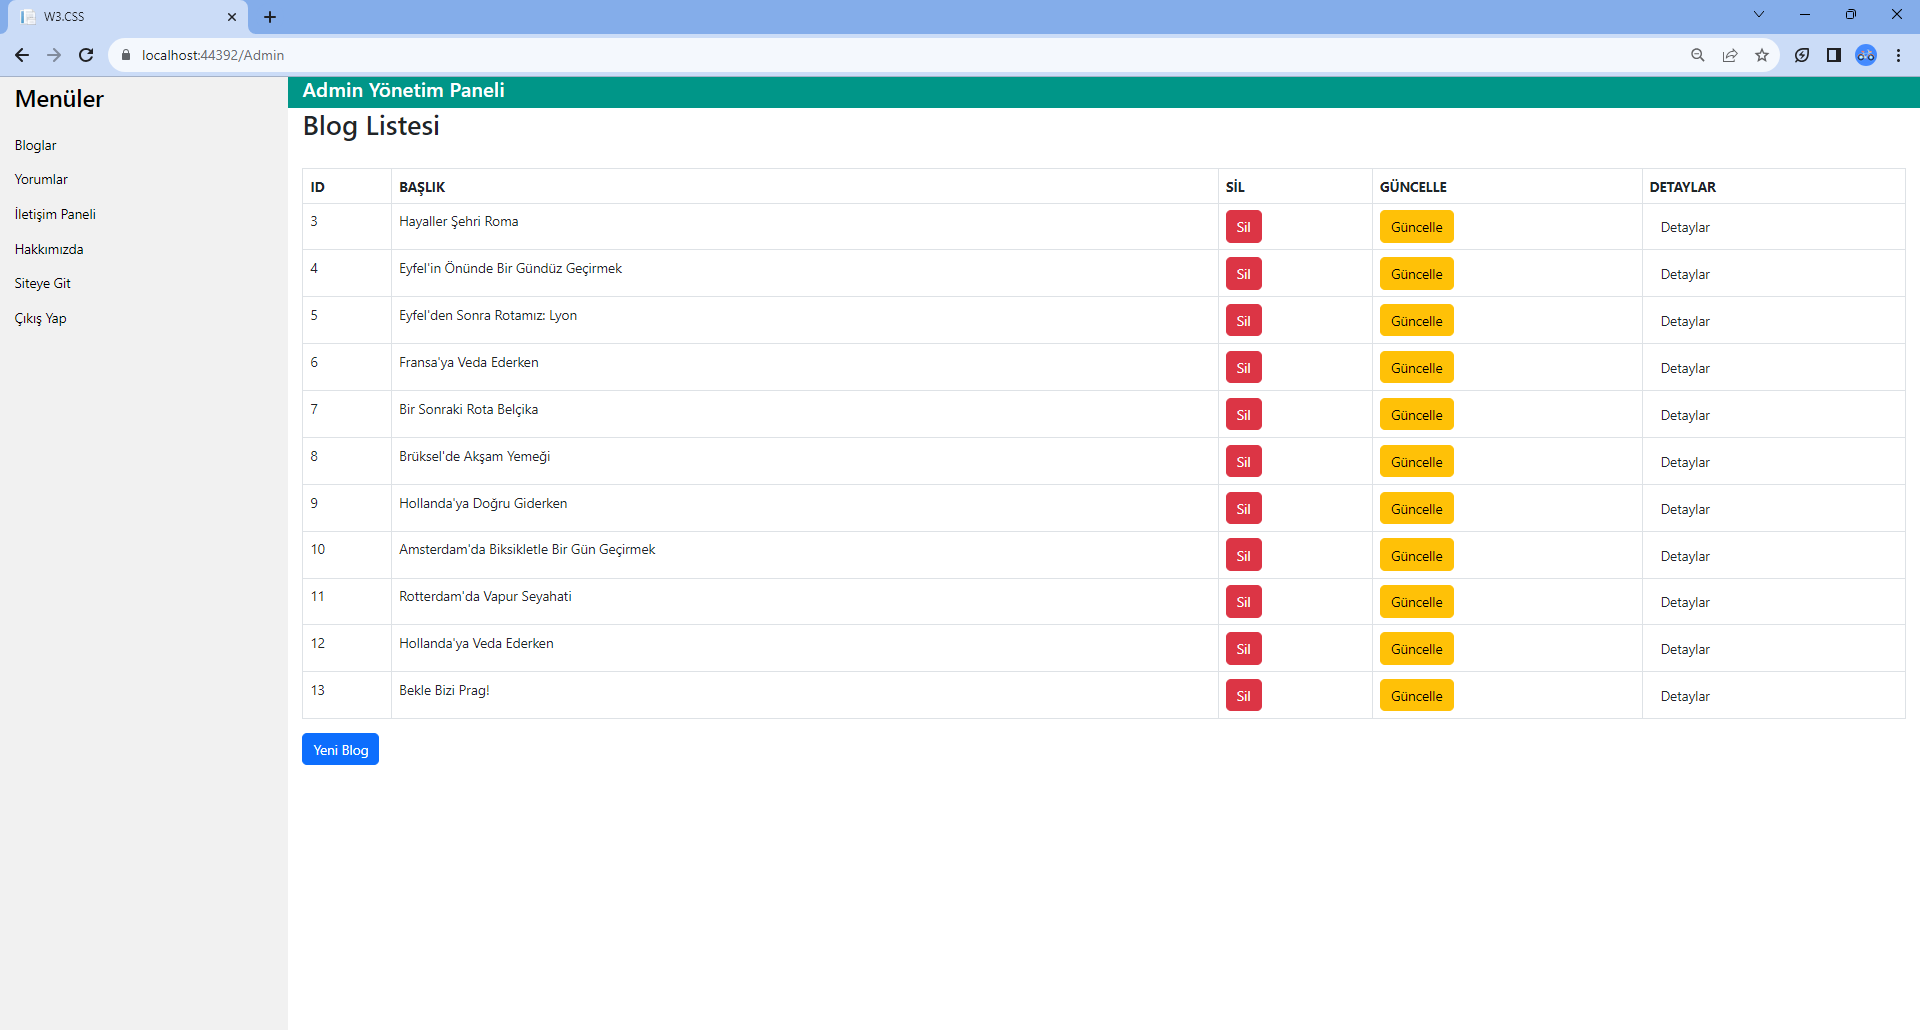 W3.CSS
localhost:44392/Admin
Menüler
Bloglar
Yorumlar
İletişim Paneli
Hakkımızda
Siteye Git
Çıkış Yap
Admin Yönetim Paneli
Blog Listesi
ID BAŞLIK SİL GÜNCELLE DETAYLAR
3 Hayaller Şehri Roma Sil Güncelle Detaylar
4 Eyfel'in Önünde Bir Gündüz Geçirmek Sil Güncelle Detaylar
5 Eyfel'den Sonra Rotamız: Lyon Sil Güncelle Detaylar
6 Fransa'ya Veda Ederken Sil Güncelle Detaylar
7 Bir Sonraki Rota Belçika Sil Güncelle Detaylar
8 Brüksel'de Akşam Yemeği Sil Güncelle Detaylar
9 Hollanda'ya Doğru Giderken Sil Güncelle Detaylar
10 Amsterdam'da Biksikletle Bir Gün Geçirmek Sil Güncelle Detaylar
11 Rotterdam'da Vapur Seyahati Sil Güncelle Detaylar
12 Hollanda'ya Veda Ederken Sil Güncelle Detaylar
13 Bekle Bizi Prag! Sil Güncelle Detaylar
Yeni Blog